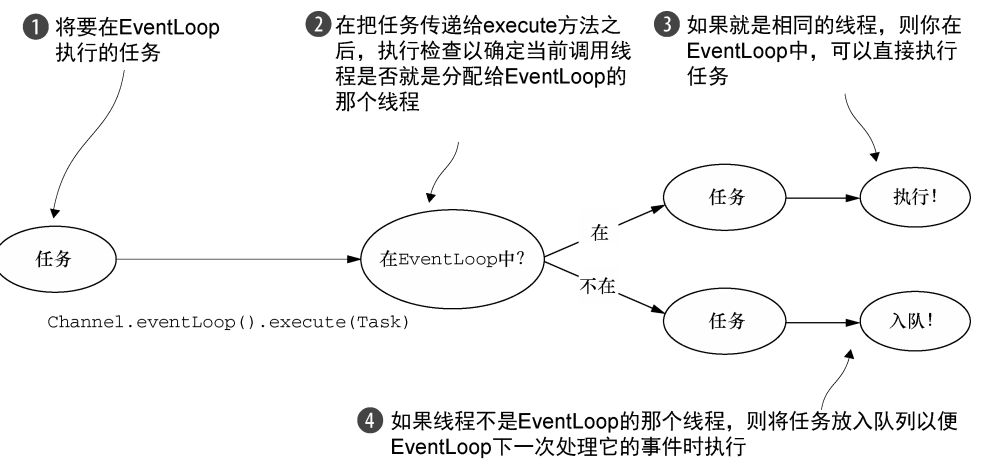 ❶ 将要在EventLoop
执行的任务
❷ 在把任务传递给execute方法之
后，执行检查以确定当前调用线
程是否就是分配给EventLoop的
那个线程
❸ 如果就是相同的线程，则你在
EventLoop中，可以直接执行
任务
任务
Channel.eventLoop().execute(Task)
在EventLoop中？
在
任务
执行！
不在
任务
入队！
❹ 如果线程不是EventLoop的那个线程，则将任务放入队列以便
EventLoop下一次处理它的事件时执行